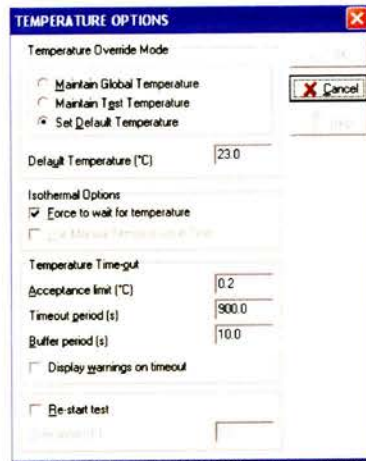 TEMPERATURE OPTIONS
Temperature Override Mode
Maintain Global Temperature
Maintain Test Temperature
Set Default Temperature
Cancel
Default Temperature (°C)
23.0
Isothermal Options
Force to wait for temperature
Temperature Time-out
Acceptance limit (°C)
0.2
Timeout period (s)
900.0
Buffer period (s)
10.0
Display warnings on timeout
Re-start test